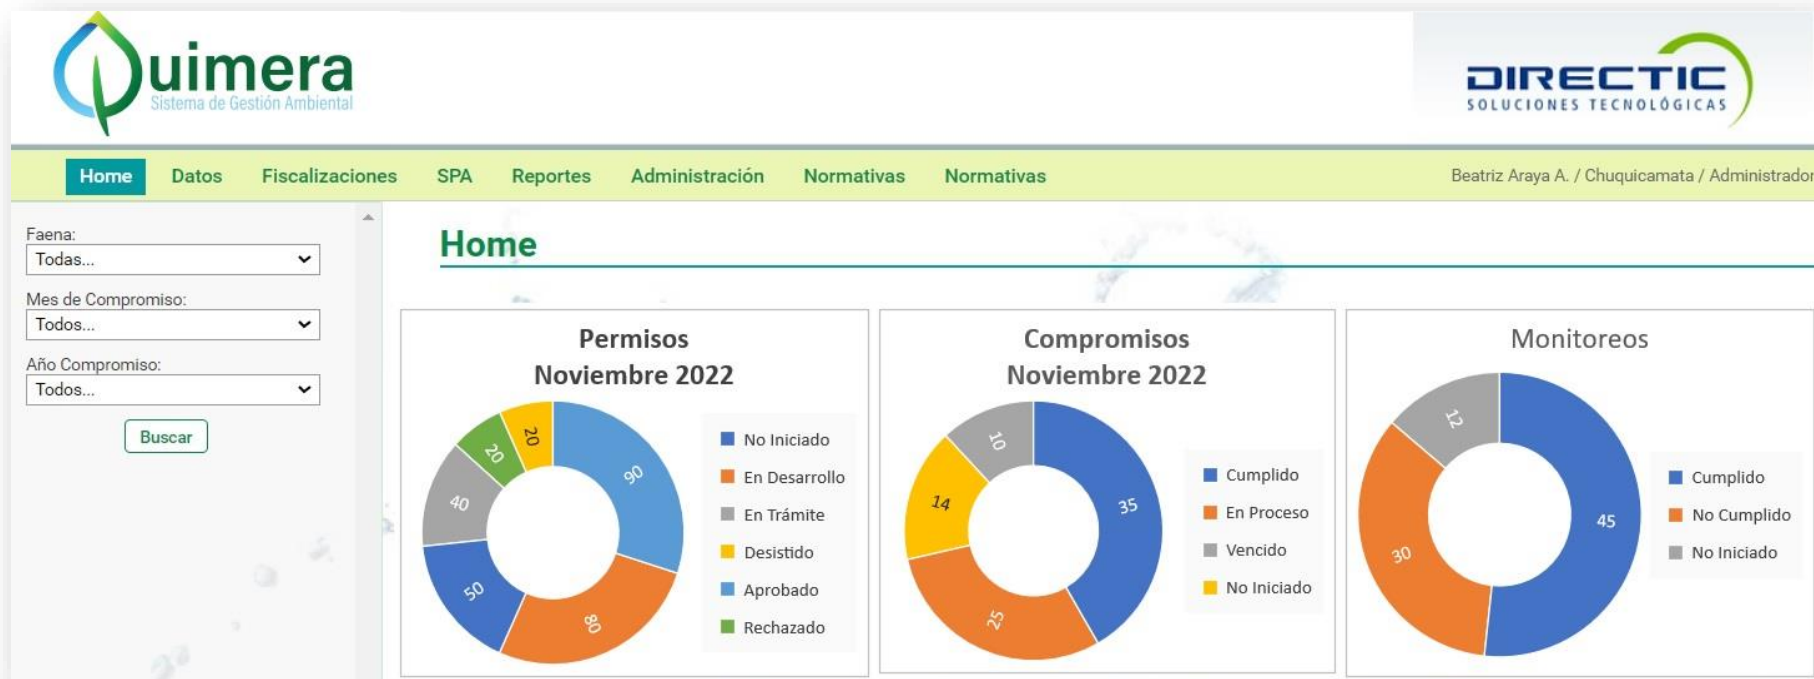 Quimera
Sistema de Gestión Ambiental
DIRECTIC
SOLUCIONES TECNOLÓGICAS
Home Datos Fiscalizaciones SPA Reportes Administración Normativas Normativas
Beatriz Araya A. / Chuquicamata / Administrador
Faena:
Todas...
Mes de Compromiso:
Todos...
Año Compromiso:
Todos...
Buscar
Home
Permisos
Noviembre 2022
90
80
50
40
20
20
No Iniciado
En Desarrollo
En Trámite
Desistido
Aprobado
Rechazado
Compromisos
Noviembre 2022
35
25
14
10
Cumplido
En Proceso
Vencido
No Iniciado
Monitoreos
45
30
12
Cumplido
No Cumplido
No Iniciado